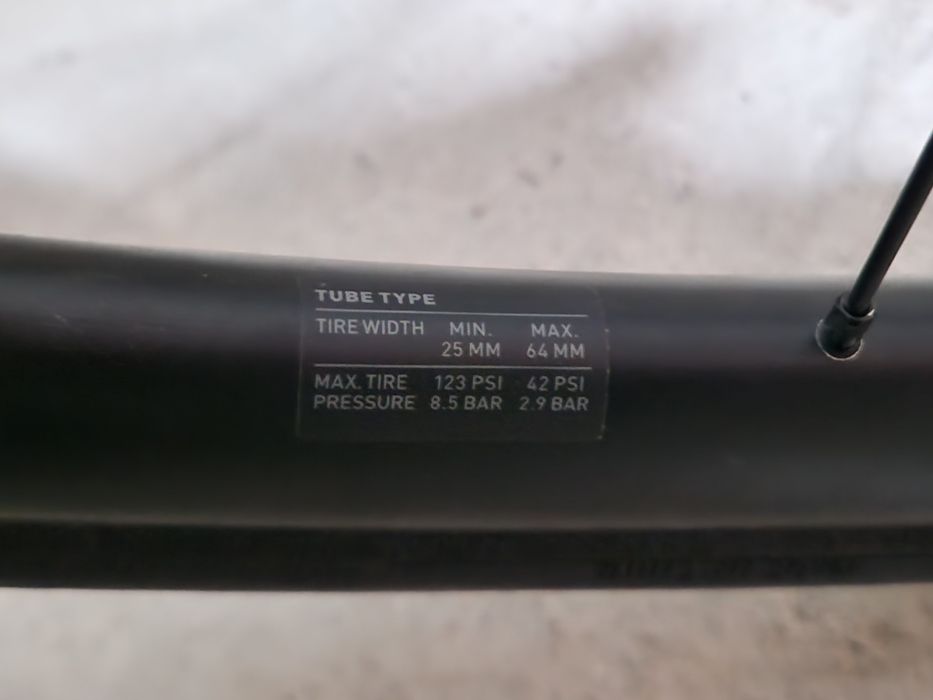 TUBE TYPE
TIRE WIDTH MIN. MAX.
25 MM 64 MM
MAX. TIRE 123 PSI 42 PSI
PRESSURE 8.5 BAR 2.9 BAR